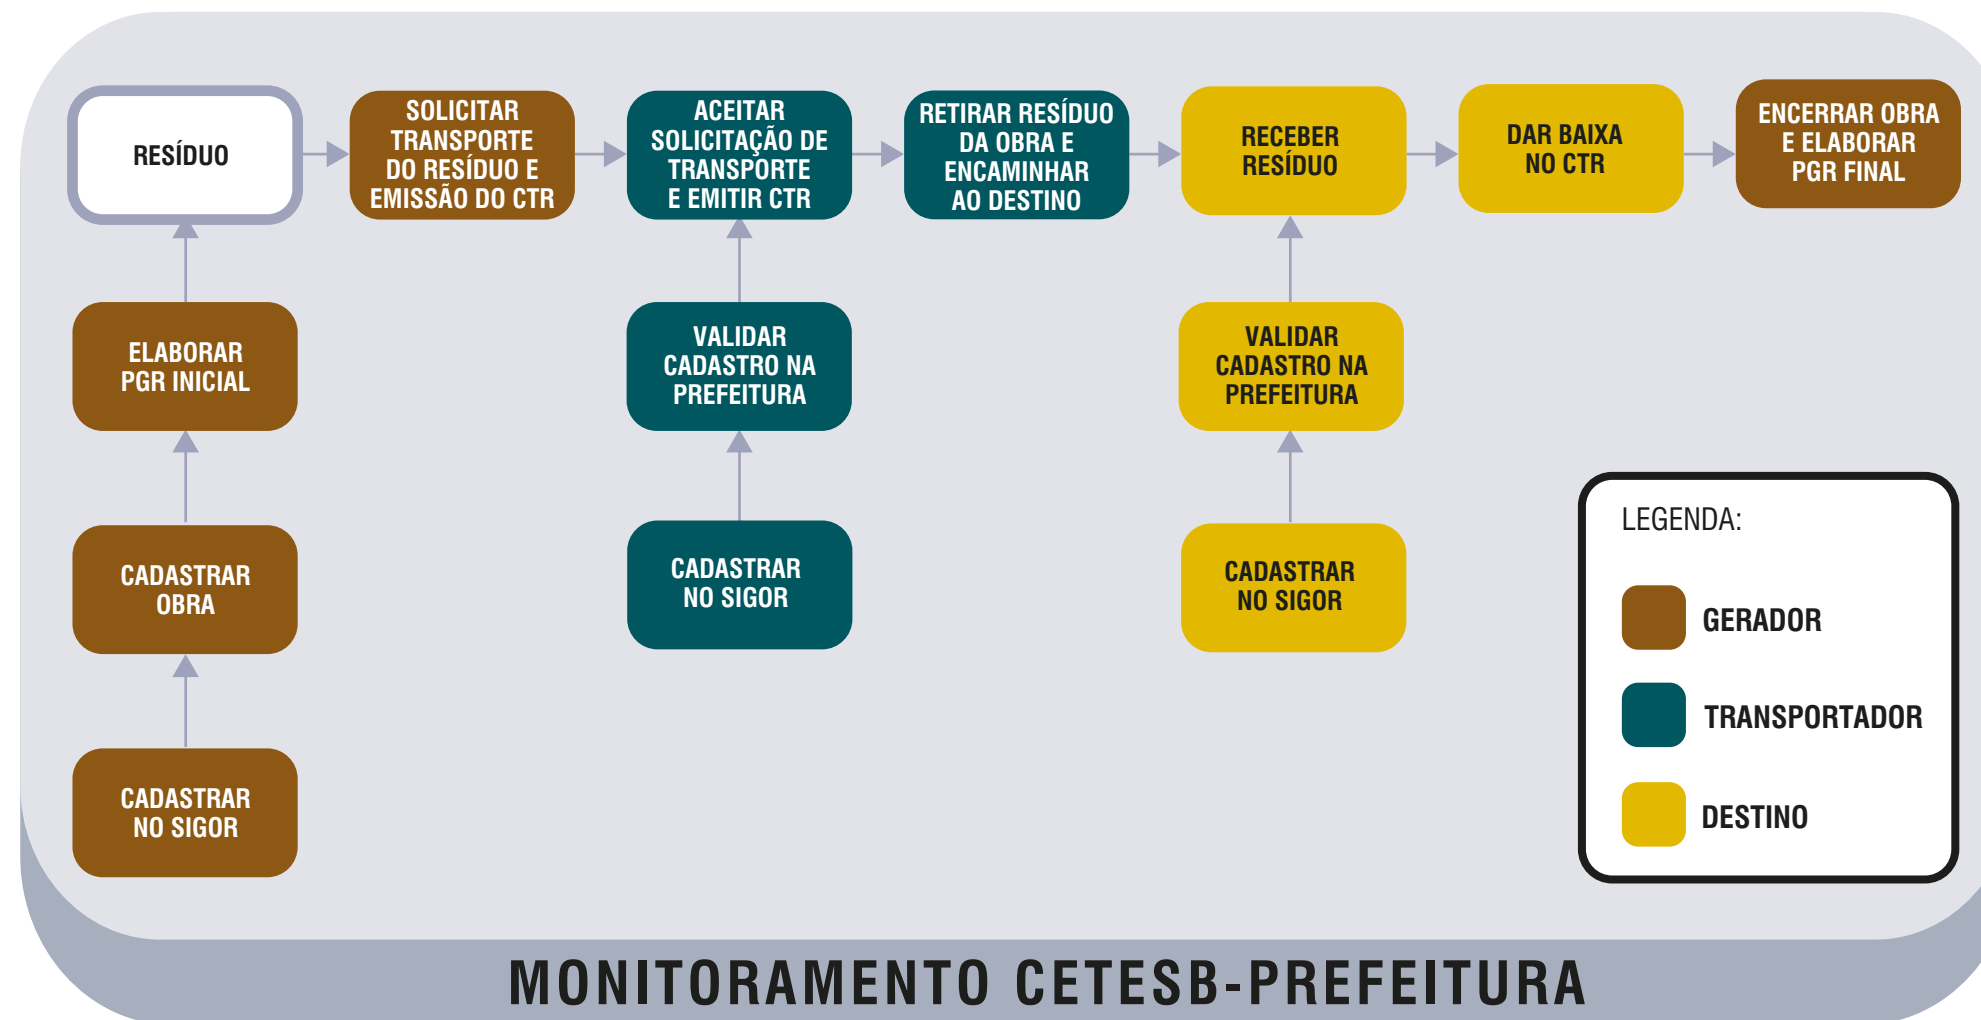 RESÍDUO
SOLICITAR
TRANSPORTE
DO RESÍDUO E
EMISSÃO DO CTR
ACEITAR
SOLICITAÇÃO DE
TRANSPORTE
E EMITIR CTR
RETIRAR RESÍDUO
DA OBRA E
ENCAMINHAR
AO DESTINO
RECEBER
RESÍDUO
DAR BAIXA
NO CTR
ENCERRAR OBRA
E ELABORAR
PGR FINAL
ELABORAR
PGR INICIAL
VALIDAR
CADASTRO NA
PREFEITURA
VALIDAR
CADASTRO NA
PREFEITURA
CADASTRAR
OBRA
CADASTRAR
NO SIGOR
CADASTRAR
NO SIGOR
CADASTRAR
NO SIGOR
LEGENDA:
GERADOR
TRANSPORTADOR
DESTINO
MONITORAMENTO CETESB-PREFEITURA